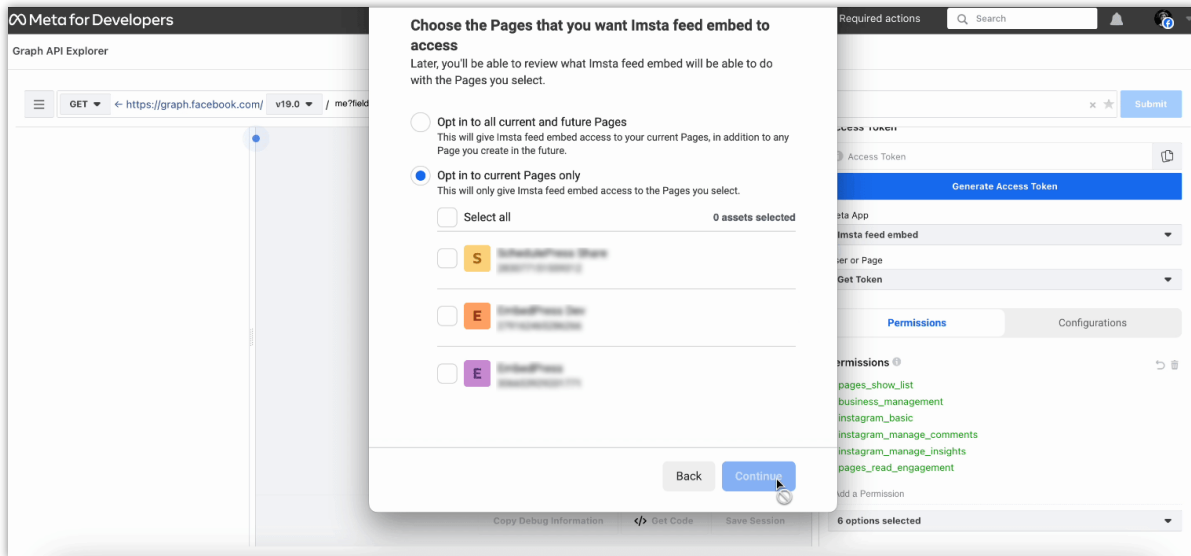 Meta for Developers
Required actions
Search
Graph API Explorer
GET
https://graph.facebook.com/
v19.0
/ me?field
Submit
Choose the Pages that you want Imsta feed embed to
access
Later, you'll be able to review what Imsta feed embed will be able to do
with the Pages you select.
Opt in to all current and future Pages
This will give Imsta feed embed access to your current Pages, in addition to any
Page you create in the future.
Opt in to current Pages only
This will only give Imsta feed embed access to the Pages you select.
Select all
0 assets selected
S
E
E
Back
Continue
Copy Debug Information
</> Get Code
Save Session
ccess Token
Access Token
Generate Access Token
eta App
Imsta feed embed
ser or Page
Get Token
Permissions
Configurations
ermissions
pages_show_list
business_management
instagram_basic
instagram_manage_comments
instagram_manage_insights
pages_read_engagement
dd a Permission
6 options selected